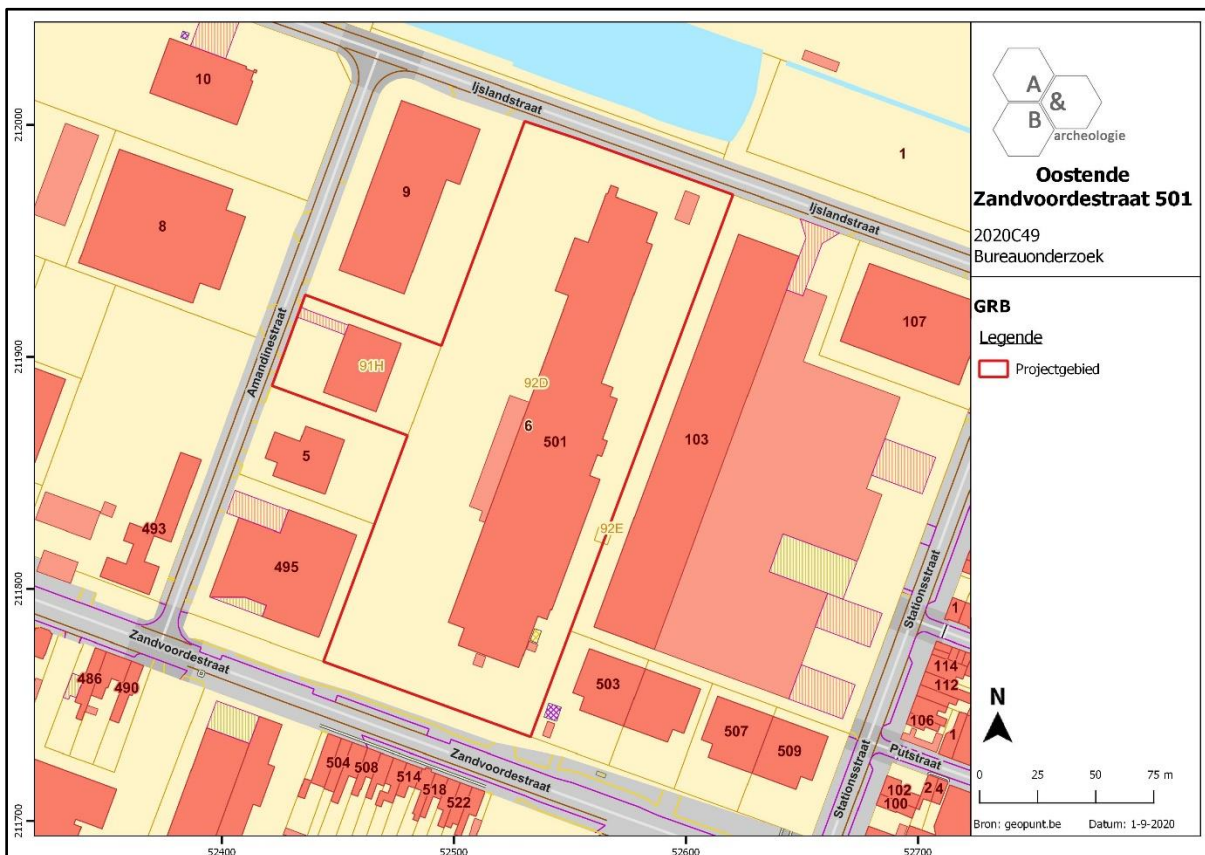 10
Ijslandstraat
9
8
1
Ijslandstraat
107
Amandinestraat
91H
92D
6
501
103
5
92E
493
495
Stationsstraat
Zandvoordestraat
486
490
503
507
509
1
114
112
106
1
Putstraat
Zandvoordestraat
504
508
514
518
522
Stationsstraat
102
100
2 4
212000
211900
211800
211700
52400
52500
52600
52700
A
&
B
archeologie
Oostende
Zandvoordestraat 501
2020C49
Bureauonderzoek
GRB
Legende
Projectgebied
N
0 25 50 75 m
Bron: geopunt.be Datum: 1-9-2020